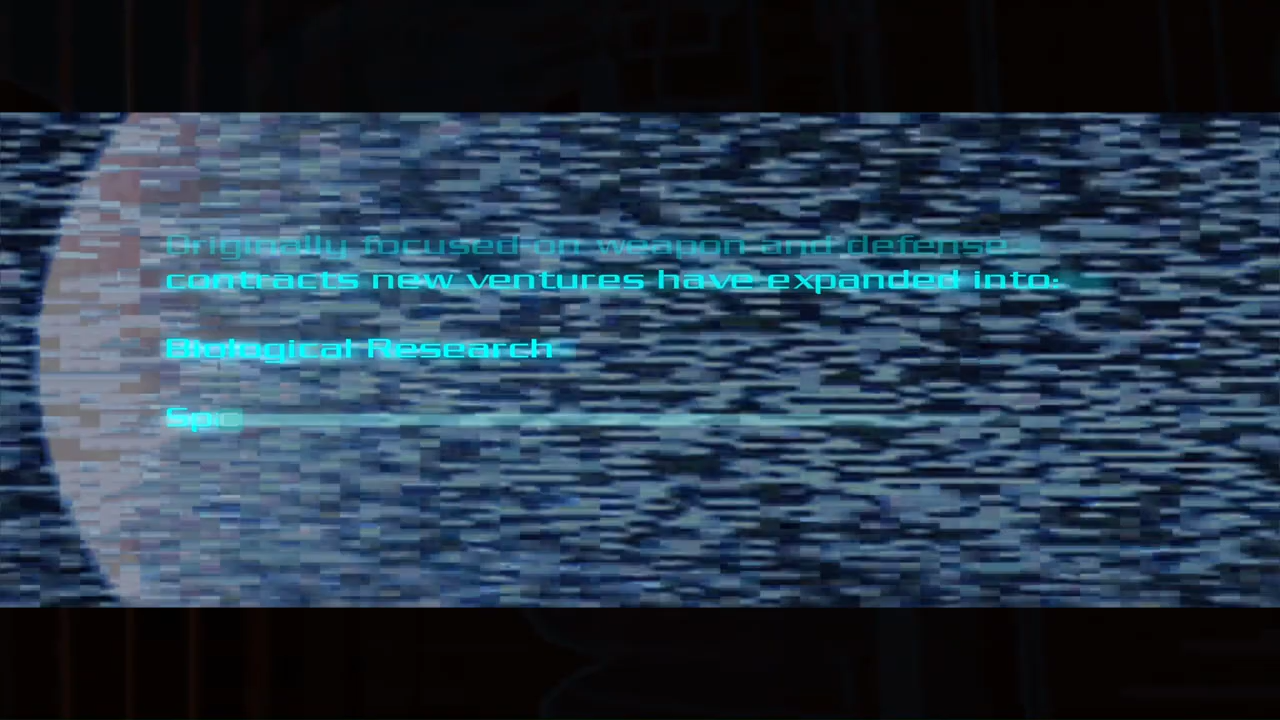 Originally focused on weapon and defense
contracts new ventures have expanded into:
Biological Research